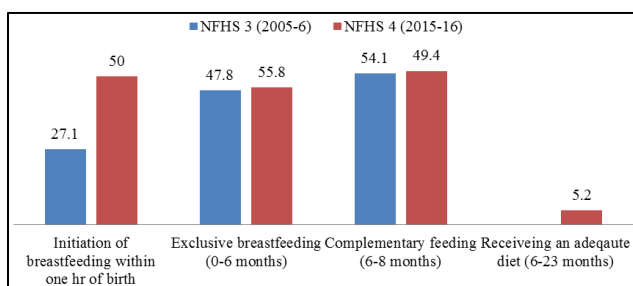 NFHS 3 (2005-6) NFHS 4 (2015-16)
27.1
50
47.8
55.8
54.1
49.4
5.2
Initiation of
breastfeeding within
one hr of birth
Exclusive breastfeeding
(0-6 months)
Complementary feeding
(6-8 months)
Receiveing an adeqaute
diet (6-23 months)